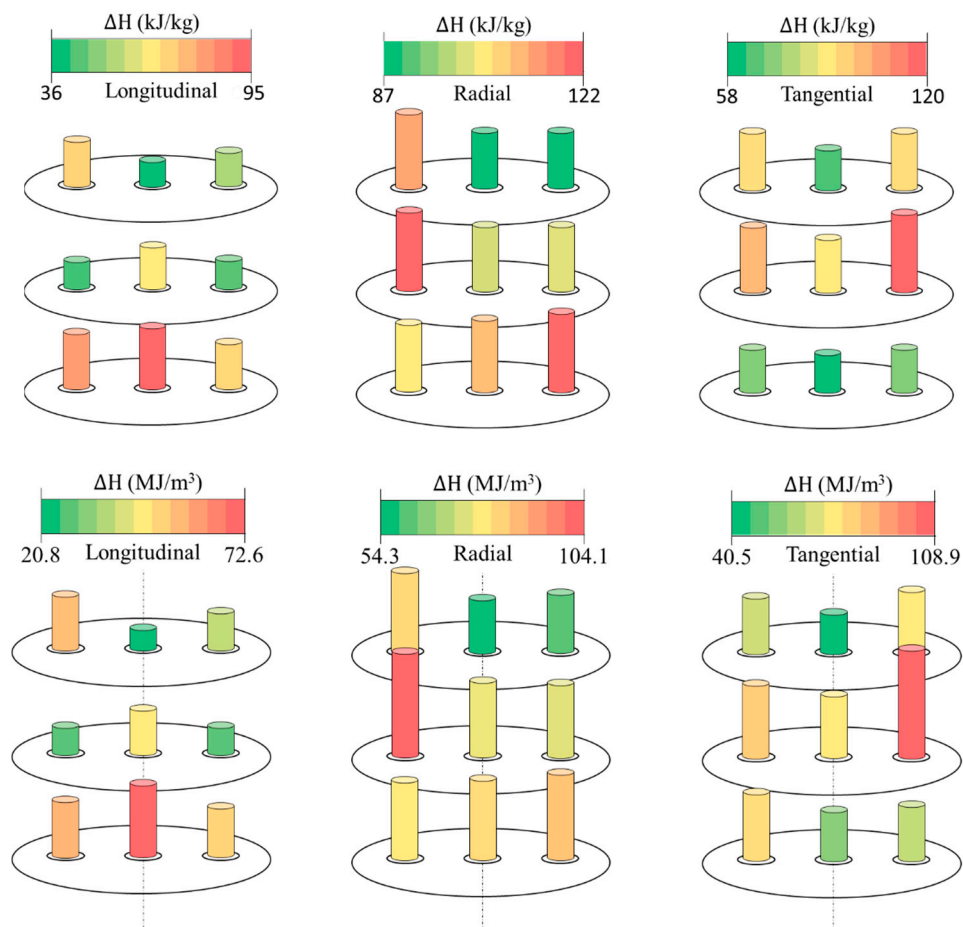 ΔH (kJ/kg)
36 Longitudinal 95
ΔH (kJ/kg)
87 Radial 122
ΔH (kJ/kg)
58 Tangential 120
ΔH (MJ/m³)
20.8 Longitudinal 72.6
ΔH (MJ/m³)
54.3 Radial 104.1
ΔH (MJ/m³)
40.5 Tangential 108.9